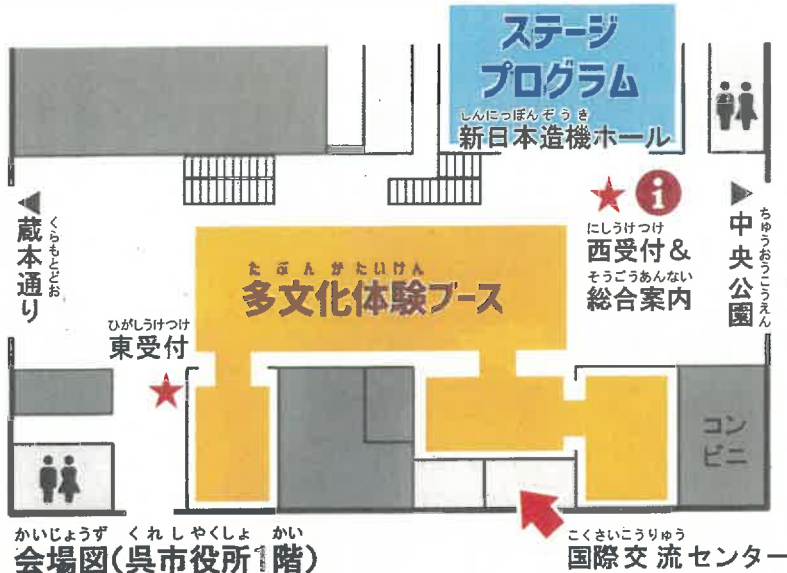 ステージ
プログラム
しんにっぽんぞうき
新日本造機ホール
i
にしうけつけ
西受付&
そうごうあんない
総合案内
くらもとどお
蔵本通り
ちゅうおうこうえん
中央公園
たぶんかたいけん
多文化体験ブース
ひがしうけつけ
東受付
コン
ビニ
かいじょうず くれしやくしょ かい
会場図(呉市役所1階)
こくさいこうりゅう
国際交流センター